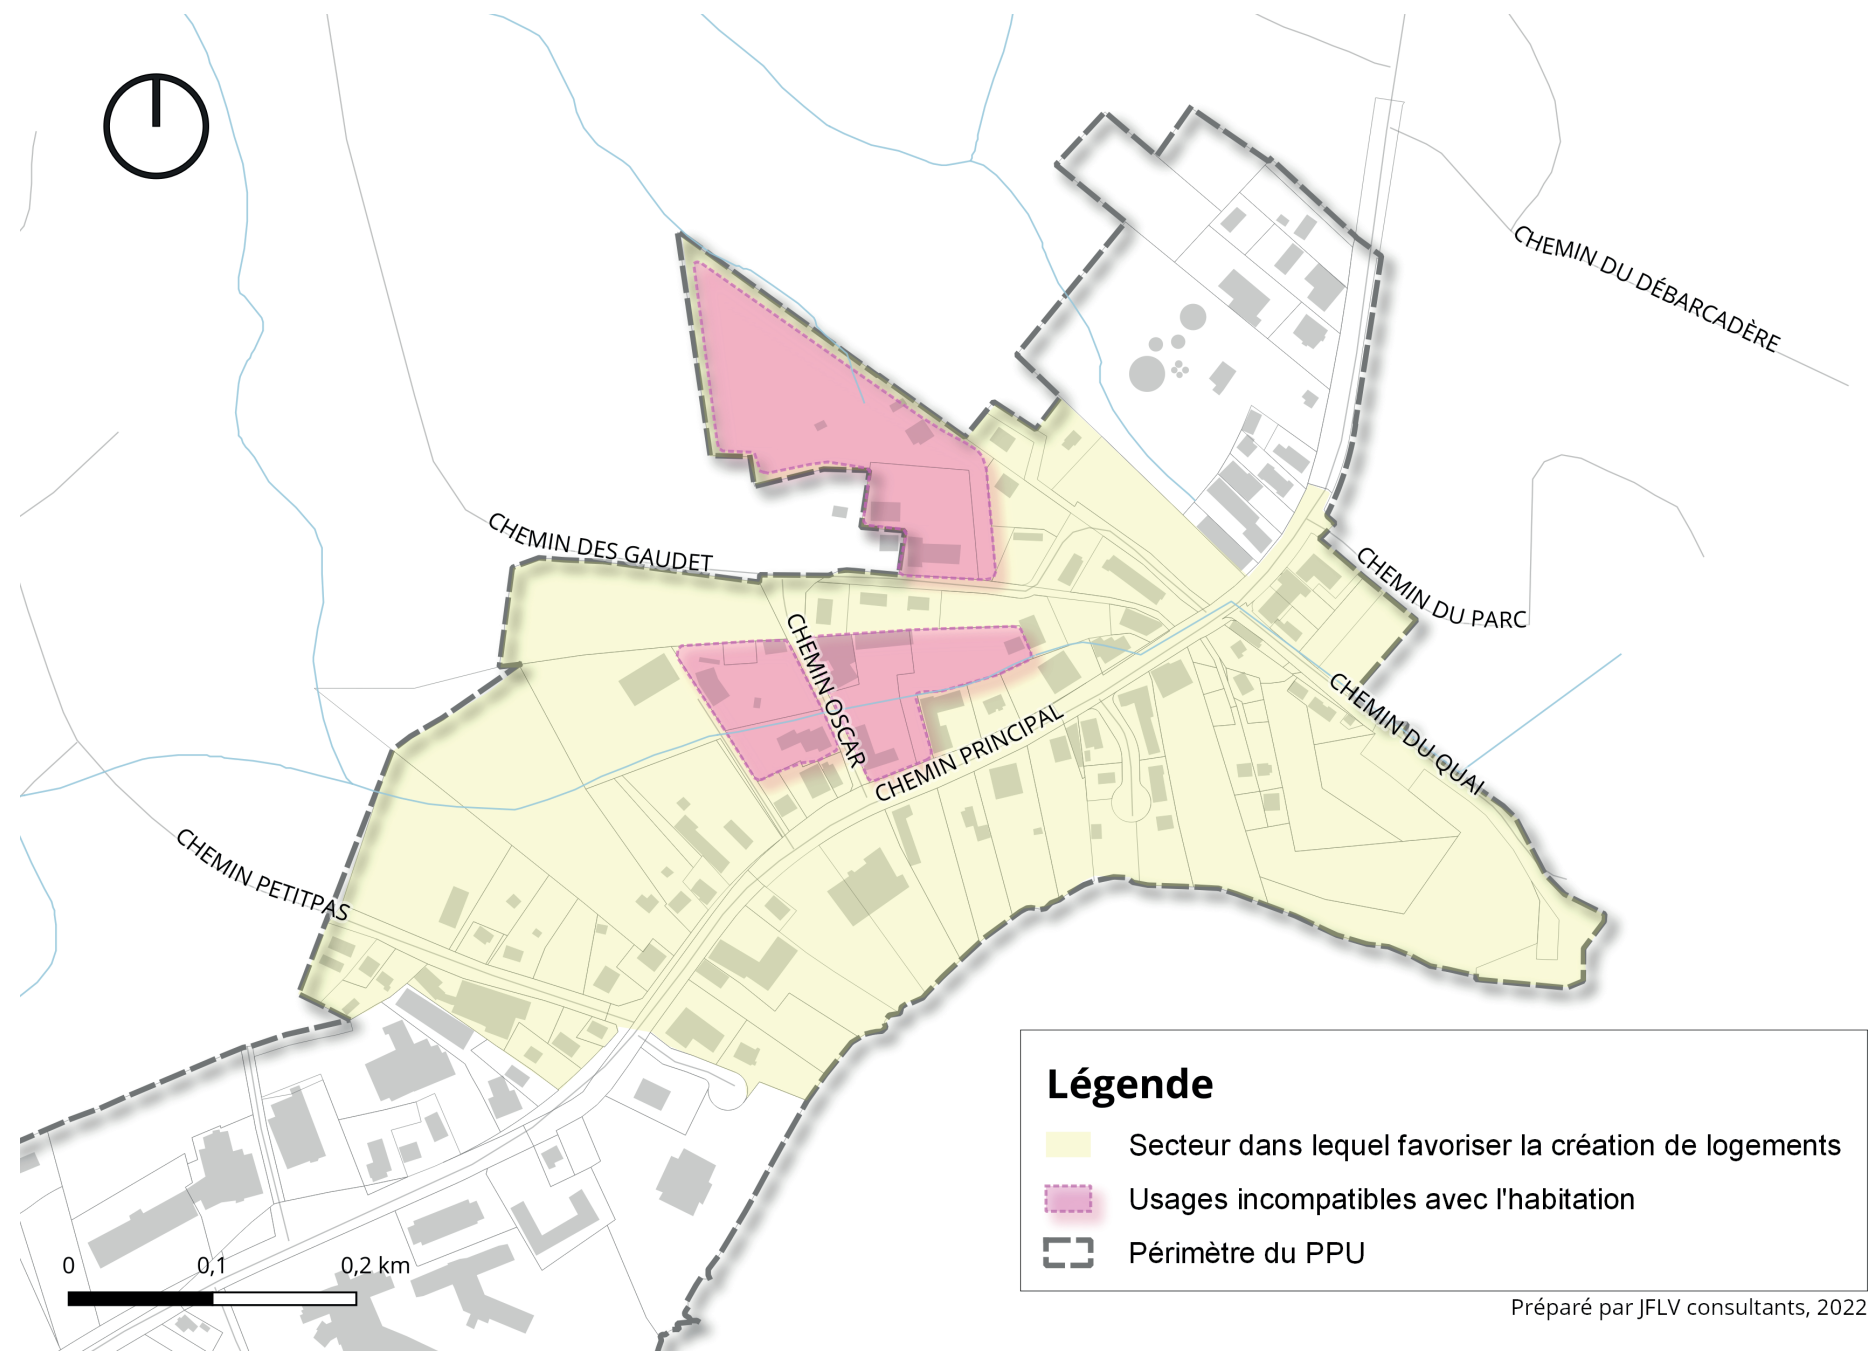 CHEMIN DU DÉBARCADÈRE
CHEMIN DES GAUDET
CHEMIN DU PARC
CHEMIN OSCAR
CHEMIN PRINCIPAL
CHEMIN DU QUAI
CHEMIN PETITPAS
Légende
Secteur dans lequel favoriser la création de logements
Usages incompatibles avec l'habitation
Périmètre du PPU
0 0,1 0,2 km
Préparé par JFLV consultants, 2022